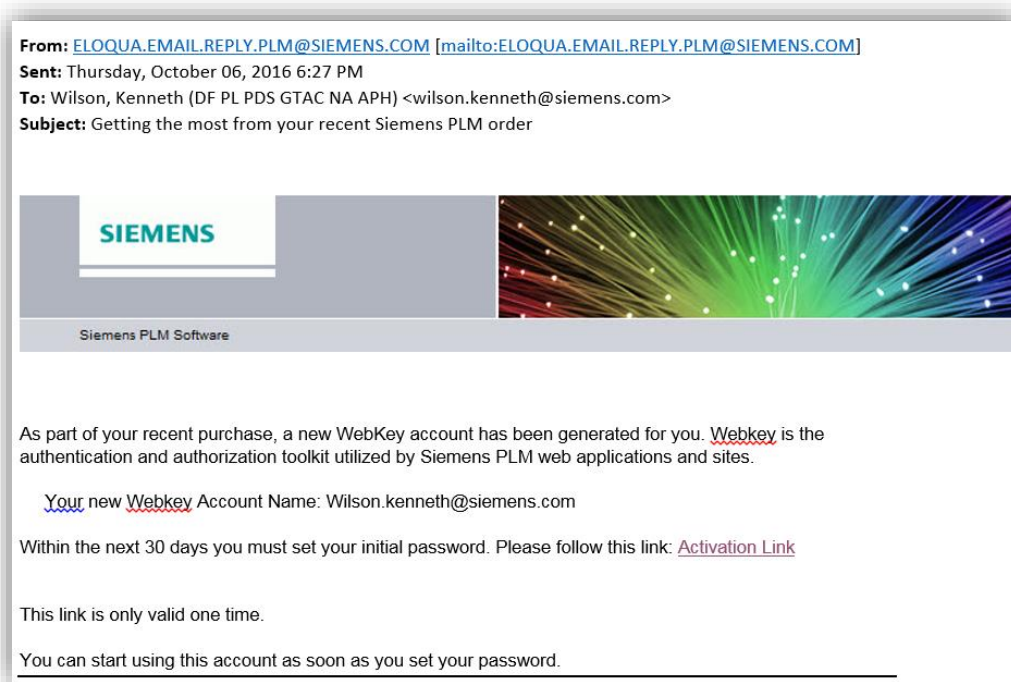 From: ELOQUA.EMAIL.REPLY.PLM@SIEMENS.COM [mailto:ELOQUA.EMAIL.REPLY.PLM@SIEMENS.COM]
Sent: Thursday, October 06, 2016 6:27 PM
To: Wilson, Kenneth (DF PL PDS GTAC NA APH) <wilson.kenneth@siemens.com>
Subject: Getting the most from your recent Siemens PLM order
SIEMENS
Siemens PLM Software
As part of your recent purchase, a new WebKey account has been generated for you. Webkey is the
authentication and authorization toolkit utilized by Siemens PLM web applications and sites.
Your new Webkey Account Name: Wilson.kenneth@siemens.com
Within the next 30 days you must set your initial password. Please follow this link: Activation Link
This link is only valid one time.
You can start using this account as soon as you set your password.